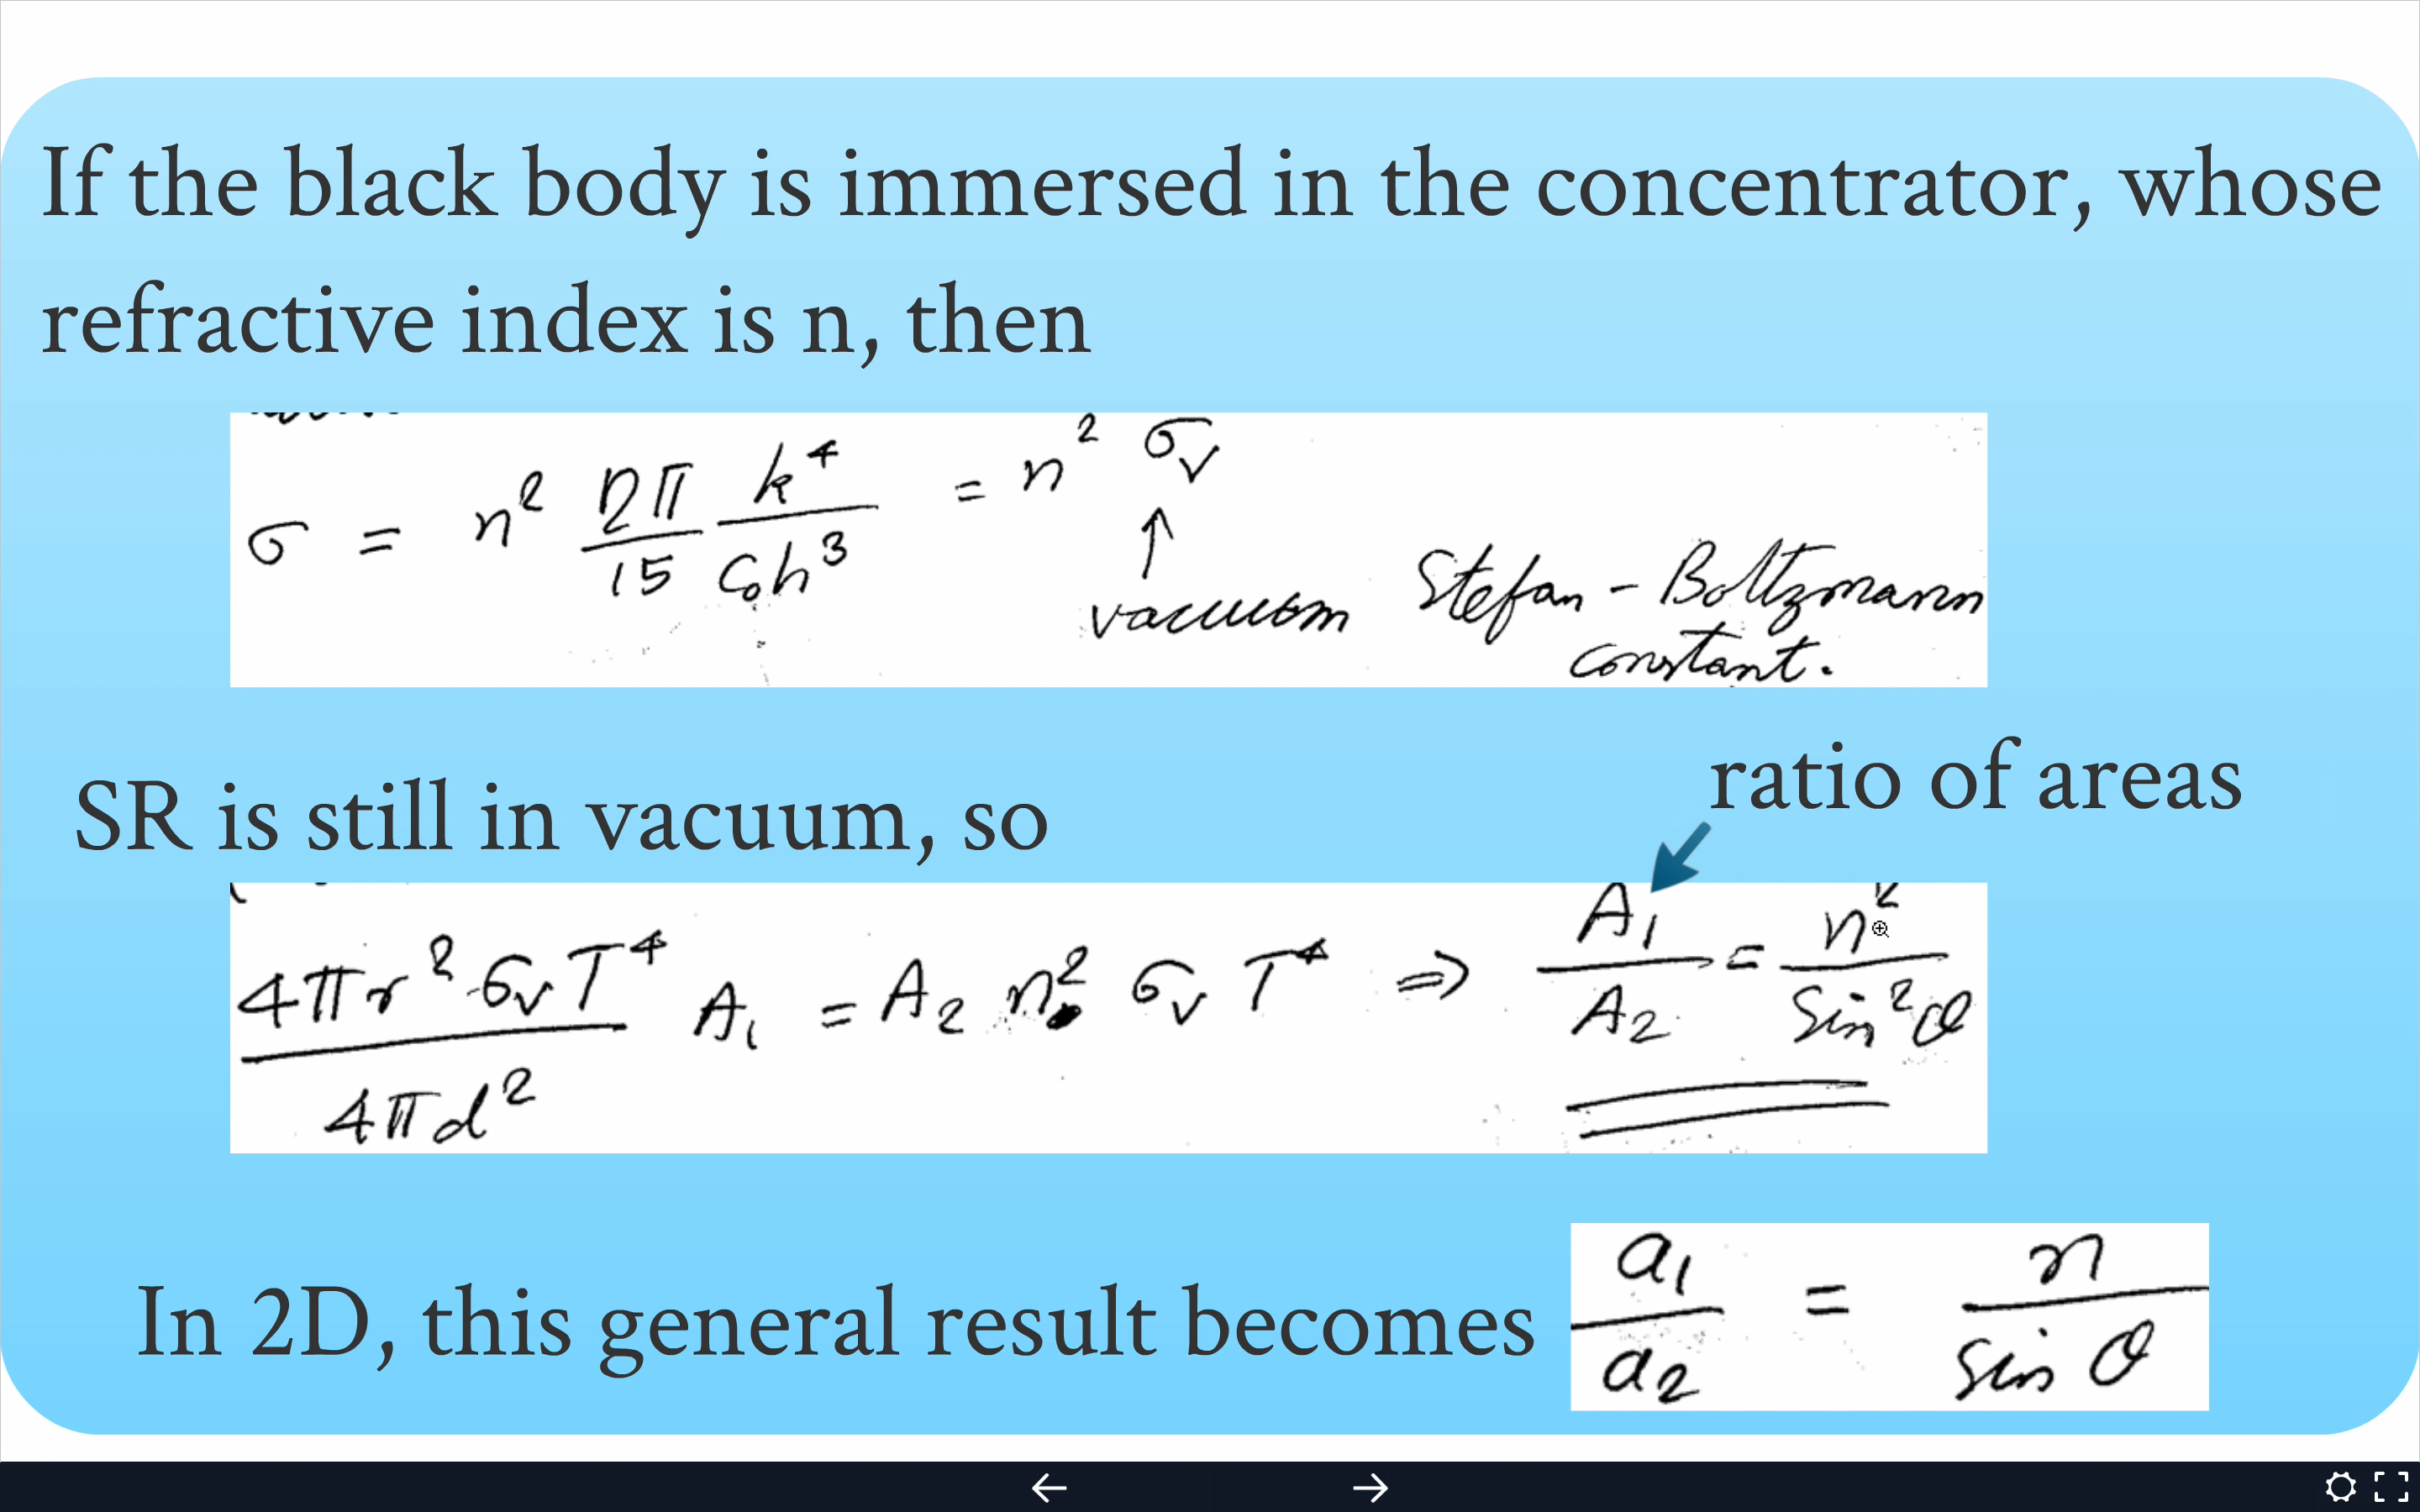 If the black body is immersed in the concentrator, whose
refractive index is n, then
σ = n² 2π/15 k⁴/C₀h³ = n² σᵥ
↑
vacuum Stefan - Boltzmann
constant.
ratio of areas
SR is still in vacuum, so
4πr² σᵥT⁴/4πd² A₁ = A₂ n² σᵥ T⁴ ⇒ A₁/A₂ = n²/Sin²θ
In 2D, this general result becomes a₁/a₂ = n/sin θ